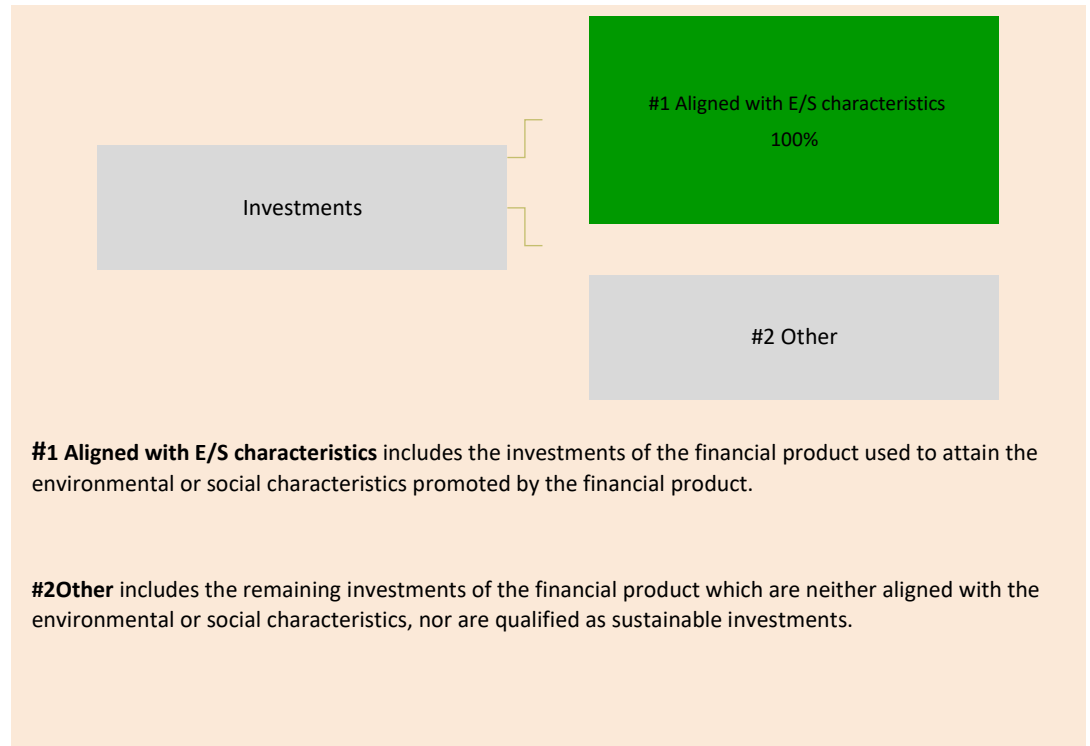 #1 Aligned with E/S characteristics
100%
Investments
#2 Other
#1 Aligned with E/S characteristics includes the investments of the financial product used to attain the
environmental or social characteristics promoted by the financial product.
#2Other includes the remaining investments of the financial product which are neither aligned with the
environmental or social characteristics, nor are qualified as sustainable investments.